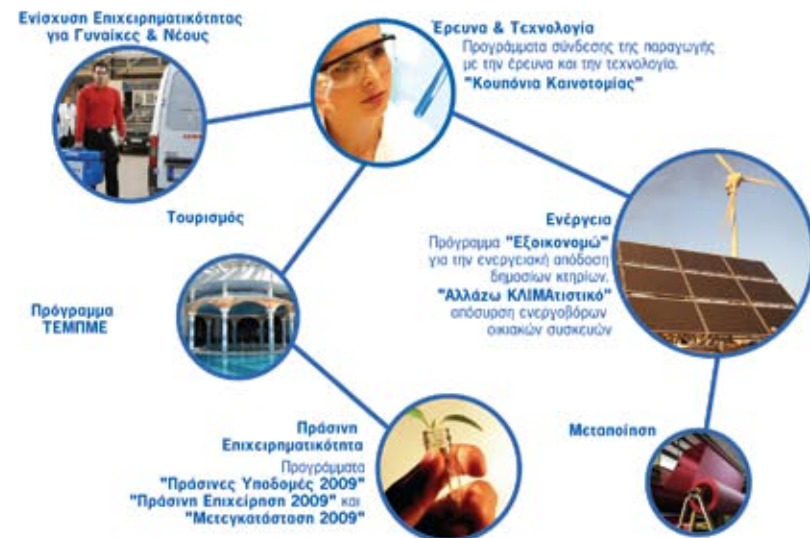 Ενίσχυση Επιχειρηματικότητας
για Γυναίκες & Νέους
Έρευνα & Τεχνολογία
Προγράμματα σύνδεσης της παραγωγής
με την έρευνα και την τεχνολογία.
"Κουπόνια Καινοτομίας"
Τουρισμός
Ενέργεια
Πρόγραμμα "Εξοικονομώ"
για την ενεργειακή απόδοση
δημοσίων κτηρίων.
"Αλλάζω ΚΛΙΜΑτιστικό"
απόσυρση ενεργοβόρων
οικιακών συσκευών
Πρόγραμμα
ΤΕΜΠΜΕ
Πράσινη
Επιχειρηματικότητα
Προγράμματα
"Πράσινες Υποδομές 2009"
"Πράσινη Επιχείρηση 2009" και
"Μετεγκατάσταση 2009"
Μεταποίηση